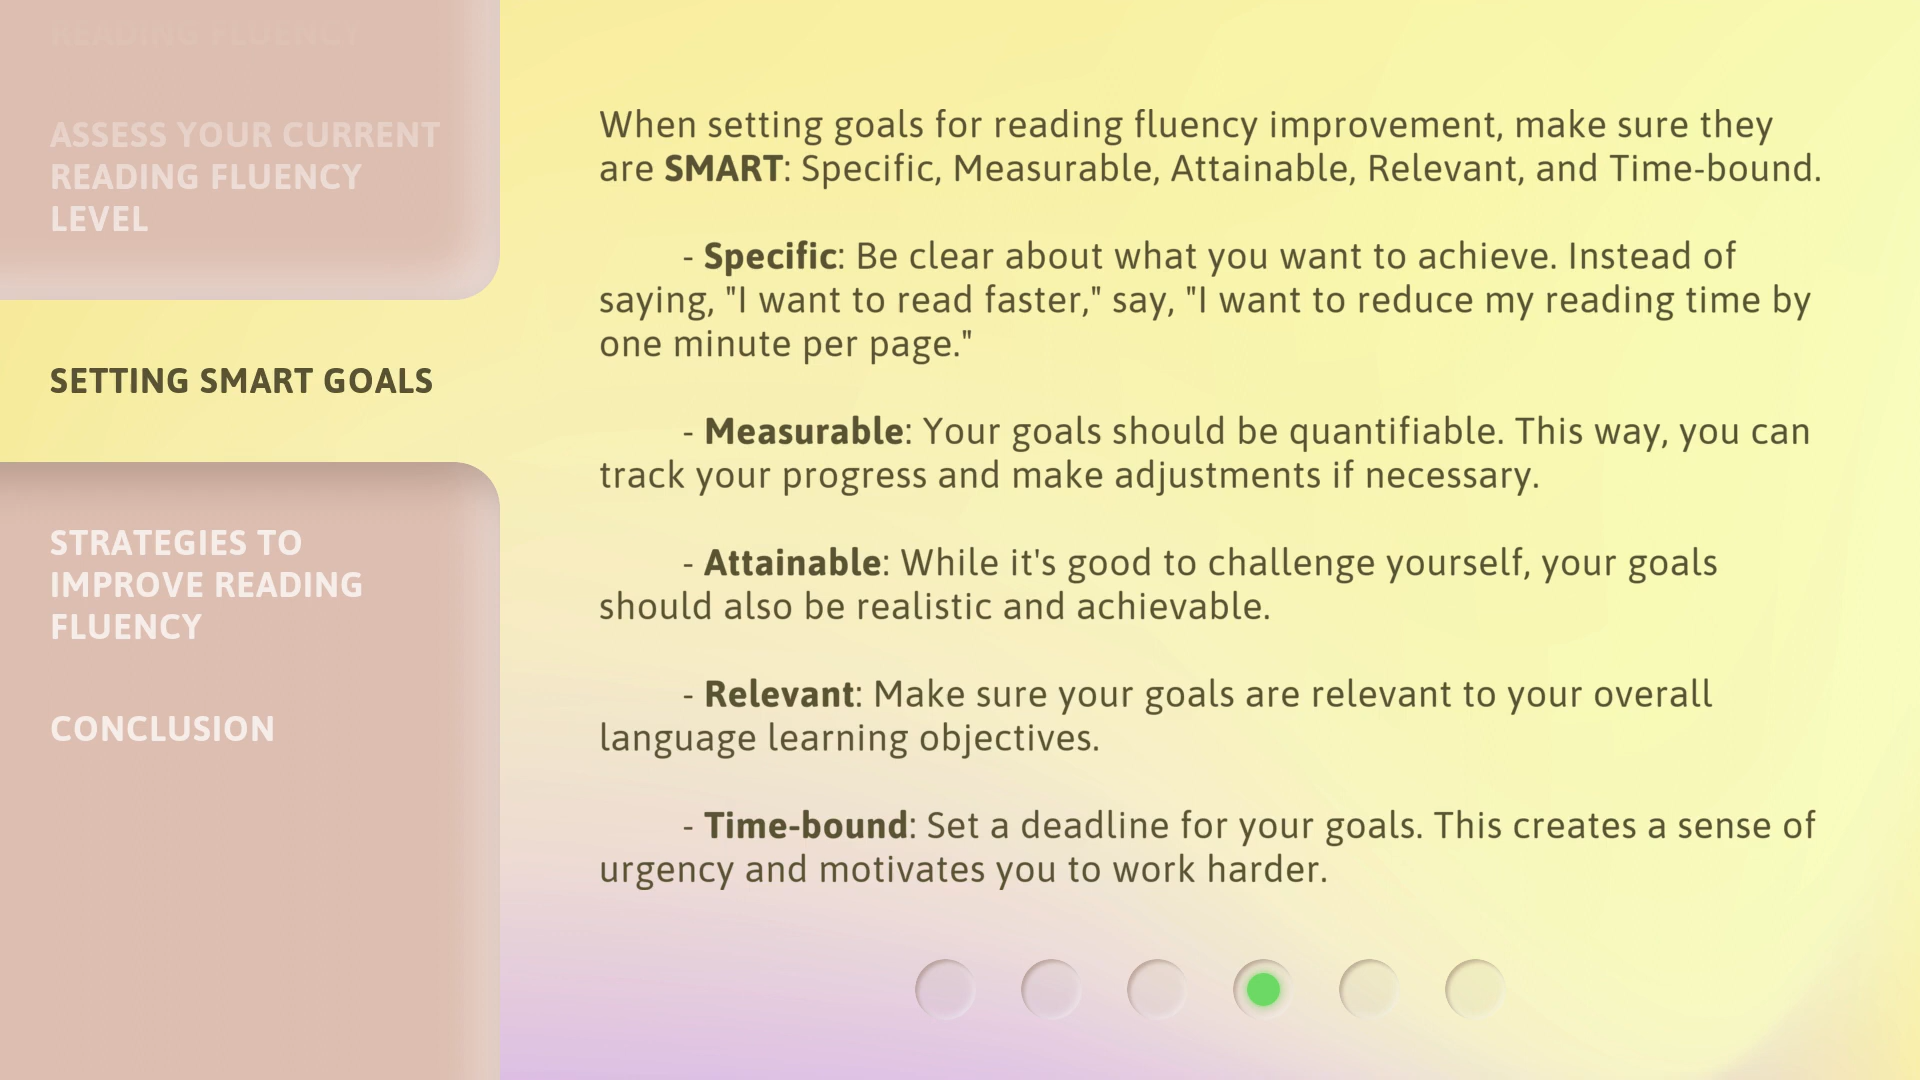 READING FLUENCY
ASSESS YOUR CURRENT
READING FLUENCY
LEVEL
SETTING SMART GOALS
STRATEGIES TO
IMPROVE READING
FLUENCY
CONCLUSION
When setting goals for reading fluency improvement, make sure they
are SMART: Specific, Measurable, Attainable, Relevant, and Time-bound.
- Specific: Be clear about what you want to achieve. Instead of
saying, "I want to read faster," say, "I want to reduce my reading time by
one minute per page."
- Measurable: Your goals should be quantifiable. This way, you can
track your progress and make adjustments if necessary.
- Attainable: While it's good to challenge yourself, your goals
should also be realistic and achievable.
- Relevant: Make sure your goals are relevant to your overall
language learning objectives.
- Time-bound: Set a deadline for your goals. This creates a sense of
urgency and motivates you to work harder.